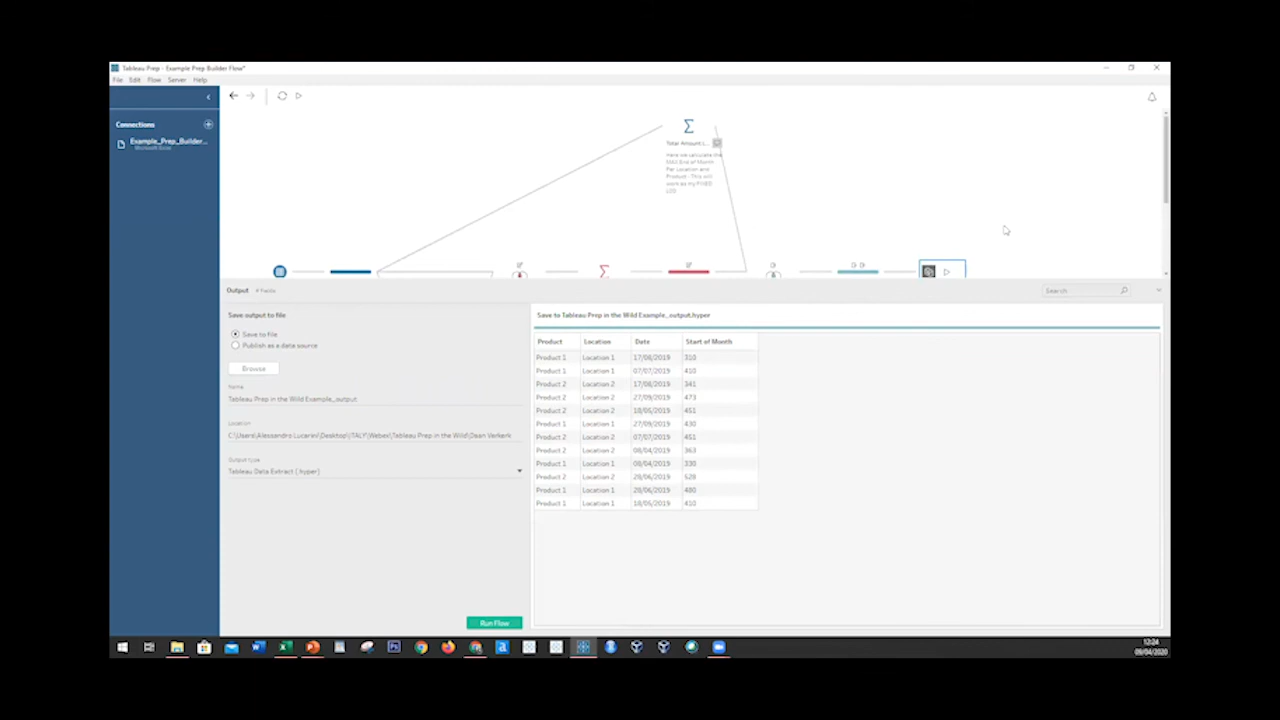 Tableau Prep - Example Prep Builder Flow*
File Edit Flow Server Help
Connections
Example_Prep_Builder...
Microsoft Excel
Total Amount (...
Here we calculate the
MAX End of Month
Per Location and
Product - This will
work as my FIXED
LOD
Output 4 Fields
Search
Save output to file
Save to file
Publish as a data source
Browse
Name
Tableau Prep in the Wild Example_output
Location
C:\Users\Alessandro Lucarini\Desktop\ITALY\Webex\Tableau Prep in the Wild\Daan Verkerk
Output type
Tableau Data Extract (.hyper)
Run Flow
Save to Tableau Prep in the Wild Example_output.hyper
Product Location Date Start of Month
Product 1 Location 1 17/08/2019 310
Product 1 Location 1 07/07/2019 410
Product 2 Location 2 17/08/2019 341
Product 2 Location 2 27/09/2019 473
Product 2 Location 2 18/05/2019 451
Product 1 Location 1 27/09/2019 430
Product 2 Location 2 07/07/2019 451
Product 2 Location 2 08/04/2019 363
Product 1 Location 1 08/04/2019 330
Product 2 Location 2 28/06/2019 528
Product 1 Location 1 28/06/2019 480
Product 1 Location 1 18/05/2019 410
12:24
09/04/2020